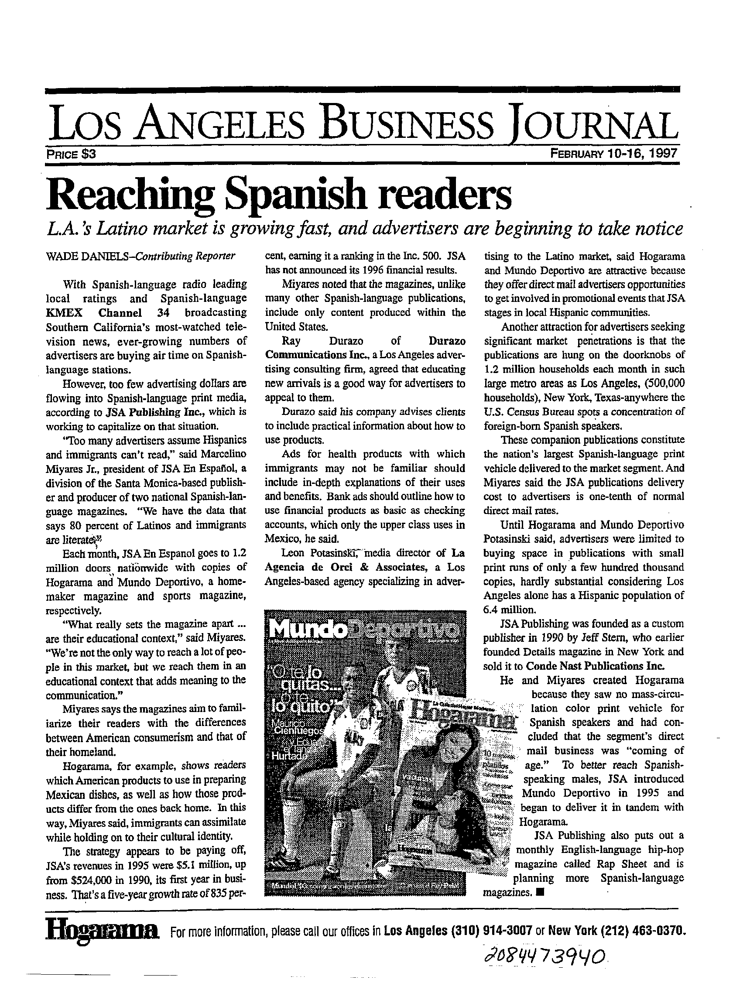 LOS ANGELES BUSINESS JOURNAL
PRICE $3
FEBRUARY 10-16, 1997
Reaching Spanish readers
L.A.'s Latino market is growing fast, and advertisers are beginning to take notice
WADE DANIELS–Contributing Reporter
With Spanish-language radio leading
local ratings and Spanish-language
KMEX Channel 34 broadcasting
Southern California's most-watched tele-
vision news, ever-growing numbers of
advertisers are buying air time on Spanish-
language stations.
However, too few advertising dollars are
flowing into Spanish-language print media,
according to JSA Publishing Inc., which is
working to capitalize on that situation.
"Too many advertisers assume Hispanics
and immigrants can't read," said Marcelino
Miyares Jr., president of JSA En Español, a
division of the Santa Monica-based publish-
er and producer of two national Spanish-lan-
guage magazines. "We have the data that
says 80 percent of Latinos and immigrants
are literate."
Each month, JSA En Espanol goes to 1.2
million doors nationwide with copies of
Hogarama and Mundo Deportivo, a home-
maker magazine and sports magazine,
respectively.
"What really sets the magazine apart ...
are their educational context," said Miyares.
"We're not the only way to reach a lot of peo-
ple in this market, but we reach them in an
educational context that adds meaning to the
communication."
Miyares says the magazines aim to famil-
iarize their readers with the differences
between American consumerism and that of
their homeland.
Hogarama, for example, shows readers
which American products to use in preparing
Mexican dishes, as well as how those prod-
ucts differ from the ones back home. In this
way, Miyares said, immigrants can assimilate
while holding on to their cultural identity.
The strategy appears to be paying off,
JSA's revenues in 1995 were $5.1 million, up
from $524,000 in 1990, its first year in busi-
ness. That's a five-year growth rate of 835 per-
cent, earning it a ranking in the Inc. 500. JSA
has not announced its 1996 financial results.
Miyares noted that the magazines, unlike
many other Spanish-language publications,
include only content produced within the
United States.
Ray Durazo of Durazo
Communications Inc., a Los Angeles adver-
tising consulting firm, agreed that educating
new arrivals is a good way for advertisers to
appeal to them.
Durazo said his company advises clients
to include practical information about how to
use products.
Ads for health products with which
immigrants may not be familiar should
include in-depth explanations of their uses
and benefits. Bank ads should outline how to
use financial products as basic as checking
accounts, which only the upper class uses in
Mexico, he said.
Leon Potasinski, media director of La
Agencia de Orci & Associates, a Los
Angeles-based agency specializing in adver-
Mundo Deportivo
"O te lo
quitas...
o te
lo quito"
Mauricio
Cienfuegos
Hurtado
Hogarama
tising to the Latino market, said Hogarama
and Mundo Deportivo are attractive because
they offer direct mail advertisers opportunities
to get involved in promotional events that JSA
stages in local Hispanic communities.
Another attraction for advertisers seeking
significant market penetrations is that the
publications are hung on the doorknobs of
1.2 million households each month in such
large metro areas as Los Angeles, (500,000
households), New York, Texas-anywhere the
U.S. Census Bureau spots a concentration of
foreign-born Spanish speakers.
These companion publications constitute
the nation's largest Spanish-language print
vehicle delivered to the market segment. And
Miyares said the JSA publications delivery
cost to advertisers is one-tenth of normal
direct mail rates.
Until Hogarama and Mundo Deportivo
Potasinski said, advertisers were limited to
buying space in publications with small
print runs of only a few hundred thousand
copies, hardly substantial considering Los
Angeles alone has a Hispanic population of
6.4 million.
JSA Publishing was founded as a custom
publisher in 1990 by Jeff Stern, who earlier
founded Details magazine in New York and
sold it to Conde Nast Publications Inc.
He and Miyares created Hogarama
because they saw no mass-circu-
lation color print vehicle for
Spanish speakers and had con-
cluded that the segment's direct
mail business was "coming of
age." To better reach Spanish-
speaking males, JSA introduced
Mundo Deportivo in 1995 and
began to deliver it in tandem with
Hogarama.
JSA Publishing also puts out a
monthly English-language hip-hop
magazine called Rap Sheet and is
planning more Spanish-language
magazines. ■
Hogarama For more information, please call our offices in Los Angeles (310) 914-3007 or New York (212) 463-0370.
2084473940